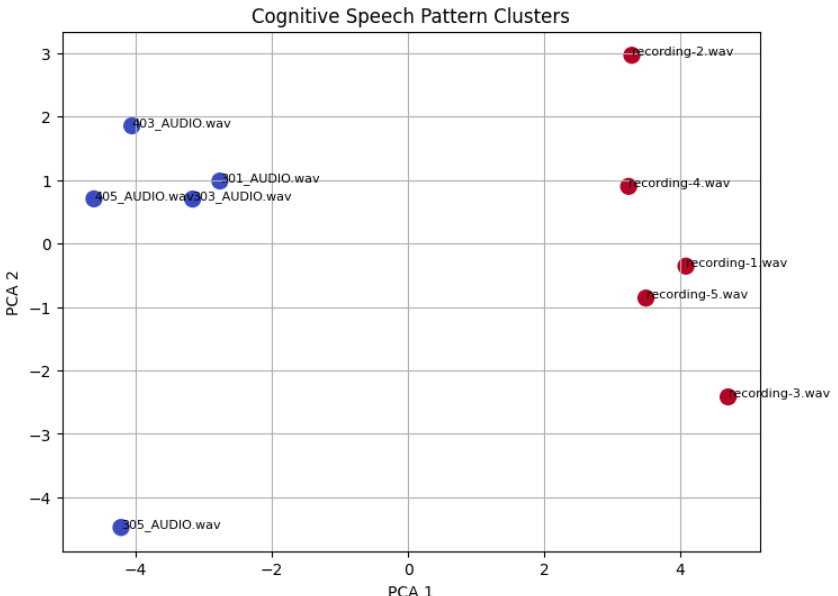 Cognitive Speech Pattern Clusters
3
recording-2.wav
2
403_AUDIO.wav
1
301_AUDIO.wav
recording-4.wav
405_AUDIO.wav
303_AUDIO.wav
0
recording-1.wav
−1
recording-5.wav
−2
recording-3.wav
−3
−4
305_AUDIO.wav
PCA 2
−4
−2
0
2
4
PCA 1